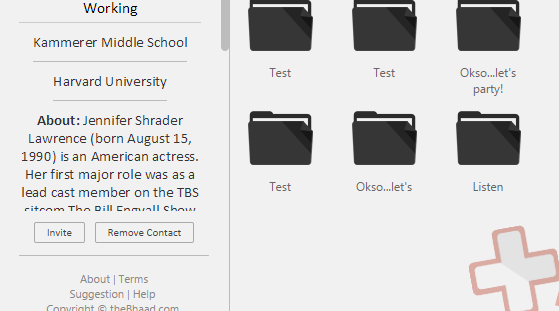 Working
Kammerer Middle School
Harvard University
About: Jennifer Shrader
Lawrence (born August 15,
1990) is an American actress.
Her first major role was as a
lead cast member on the TBS
sitcom The Bill Engvall Show
Invite
Remove Contact
About | Terms
Suggestion | Help
Copyright © theBhaad.com
Test
Test
Okso...let's
party!
Test
Okso...let's
Listen